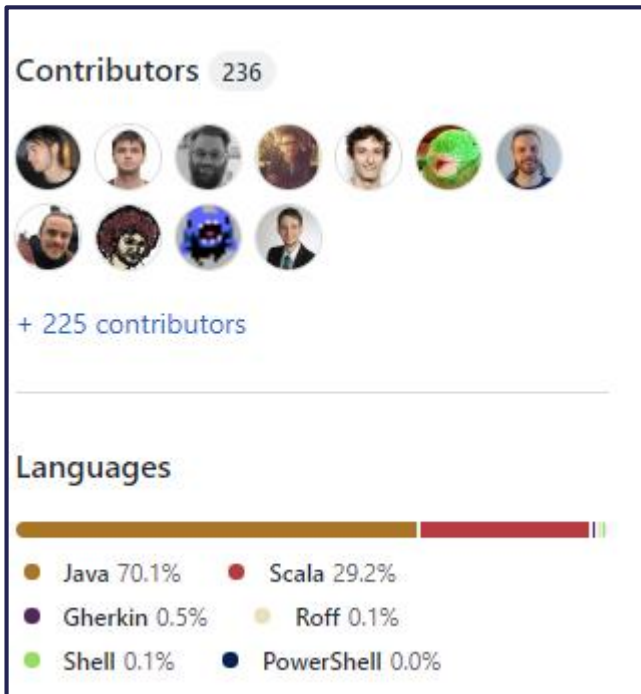 Contributors 236
+ 225 contributors
Languages
Java 70.1% Scala 29.2%
Gherkin 0.5% Roff 0.1%
Shell 0.1% PowerShell 0.0%